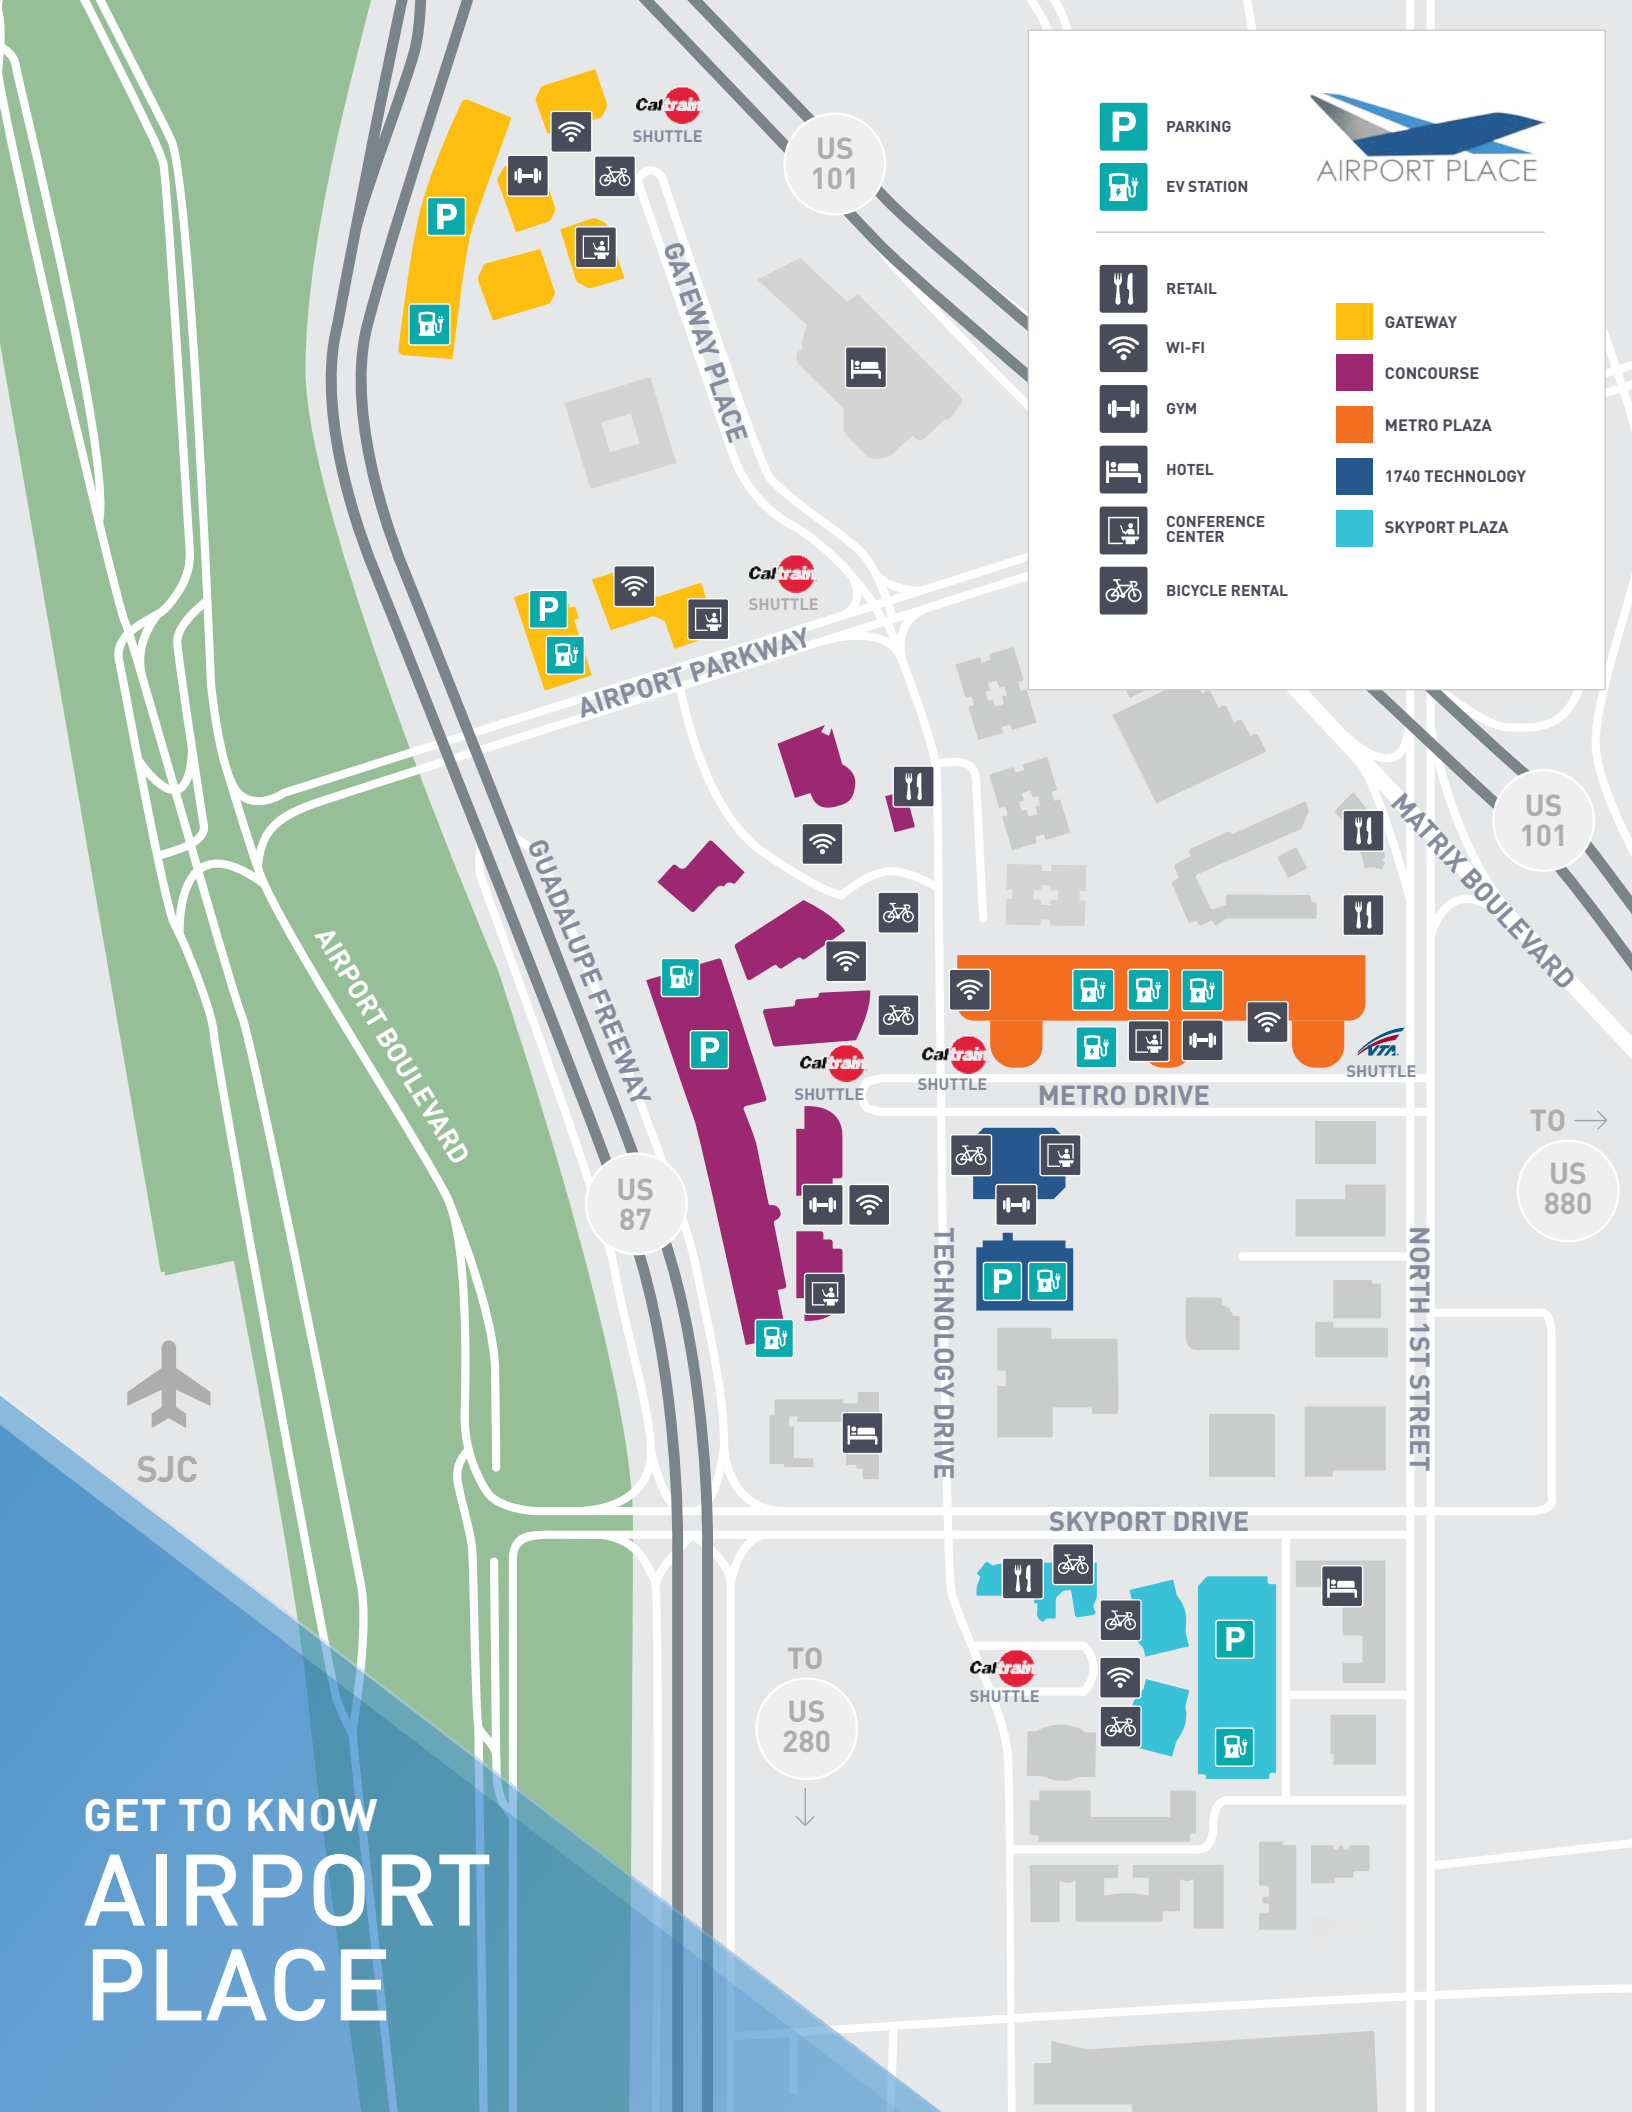 Caltrain
SHUTTLE
US
101
P
PARKING
EV STATION
AIRPORT PLACE
RETAIL
WI-FI
GYM
HOTEL
CONFERENCE
CENTER
BICYCLE RENTAL
GATEWAY
CONCOURSE
METRO PLAZA
1740 TECHNOLOGY
SKYPORT PLAZA
P
GATEWAY PLACE
Caltrain
SHUTTLE
P
AIRPORT PARKWAY
US
101
MATRIX BOULEVARD
GUADALUPE FREEWAY
AIRPORT BOULEVARD
P
Caltrain
SHUTTLE
Caltrain
SHUTTLE
VTA
SHUTTLE
METRO DRIVE
TO
US
880
US
87
TECHNOLOGY DRIVE
P
NORTH 1ST STREET
SJC
SKYPORT DRIVE
P
Caltrain
SHUTTLE
TO
US
280
GET TO KNOW
AIRPORT
PLACE